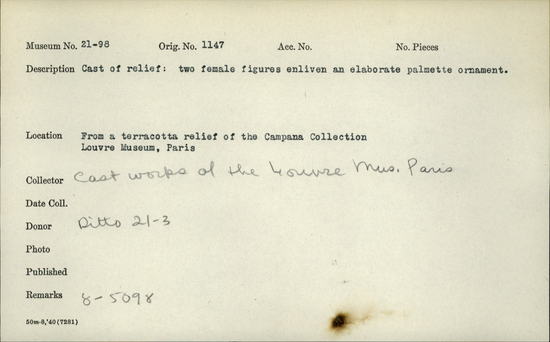 Museum No. 21-98 Orig. No. 1147 Acc. No. No. Pieces
Description Cast of relief: two female figures enliven an elaborate palmette ornament.
Location From a terracotta relief of the Campana Collection
Louvre Museum, Paris
Collector Cast works of the Louvre Mus. Paris
Date Coll.
Donor Ditto 21-3
Photo
Published
Remarks 8-5098
50m-8,'40(7281)